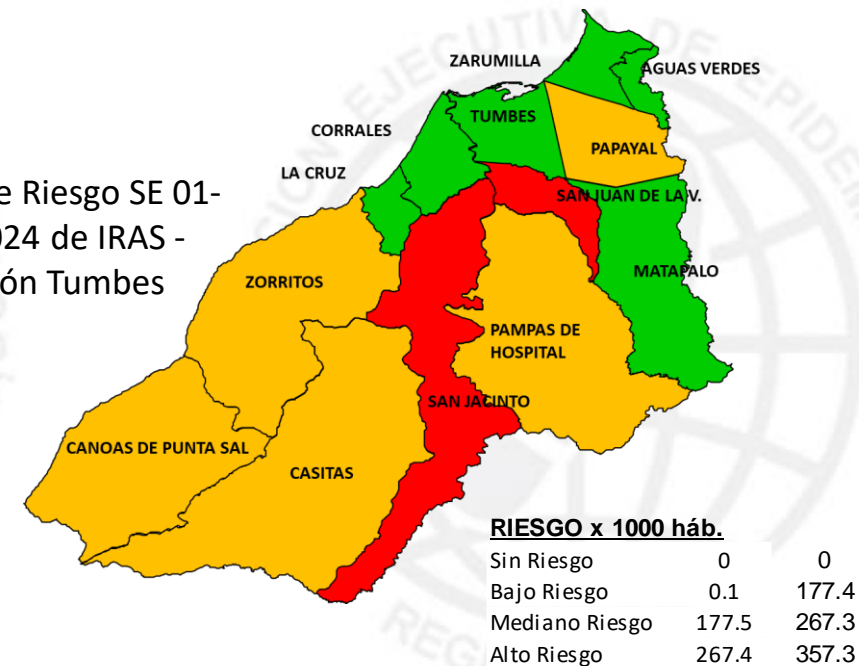 ZARUMILLA
AGUAS VERDES
TUMBES
CORRALES
PAPAYAL
LA CRUZ
e Riesgo SE 01-
024 de IRAS -
ón Tumbes
SAN JUAN DE LA V.
MATAPALO
ZORRITOS
PAMPAS DE
HOSPITAL
SAN JACINTO
CANOAS DE PUNTA SAL
CASITAS
RIESGO x 1000 háb.
Sin Riesgo 0 0
Bajo Riesgo 0.1 177.4
Mediano Riesgo 177.5 267.3
Alto Riesgo 267.4 357.3